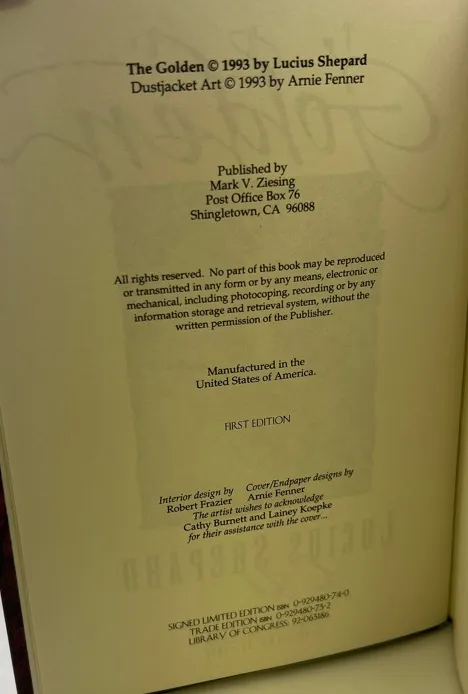 The Golden © 1993 by Lucius Shepard
Dustjacket Art © 1993 by Arnie Fenner
Published by
Mark V. Ziesing
Post Office Box 76
Shingletown, CA 96088
All rights reserved. No part of this book may be reproduced
or transmitted in any form or by any means, electronic or
mechanical, including photocoping, recording or by any
information storage and retrieval system, without the
written permission of the Publisher.
Manufactured in the
United States of America.
FIRST EDITION
Interior design by
Robert Frazier
Cover/Endpaper designs by
Arnie Fenner
The artist wishes to acknowledge
Cathy Burnett and Lainey Koepke
for their assistance with the cover...
SIGNED LIMITED EDITION ISBN 0-929480-74-0
TRADE EDITION ISBN 0-929480-75-2
LIBRARY OF CONGRESS: 92-063186